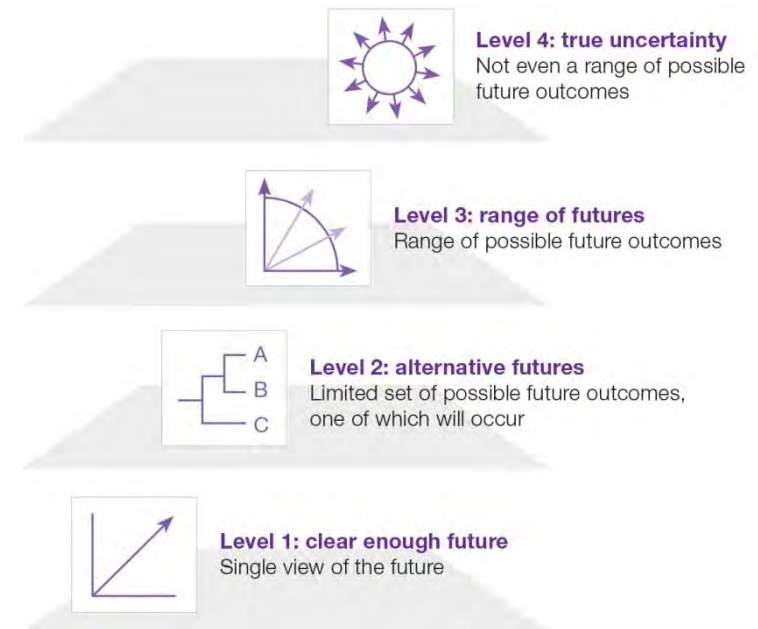 Level 4: true uncertainty
Not even a range of possible
future outcomes
Level 3: range of futures
Range of possible future outcomes
A
B
C
Level 2: alternative futures
Limited set of possible future outcomes,
one of which will occur
Level 1: clear enough future
Single view of the future